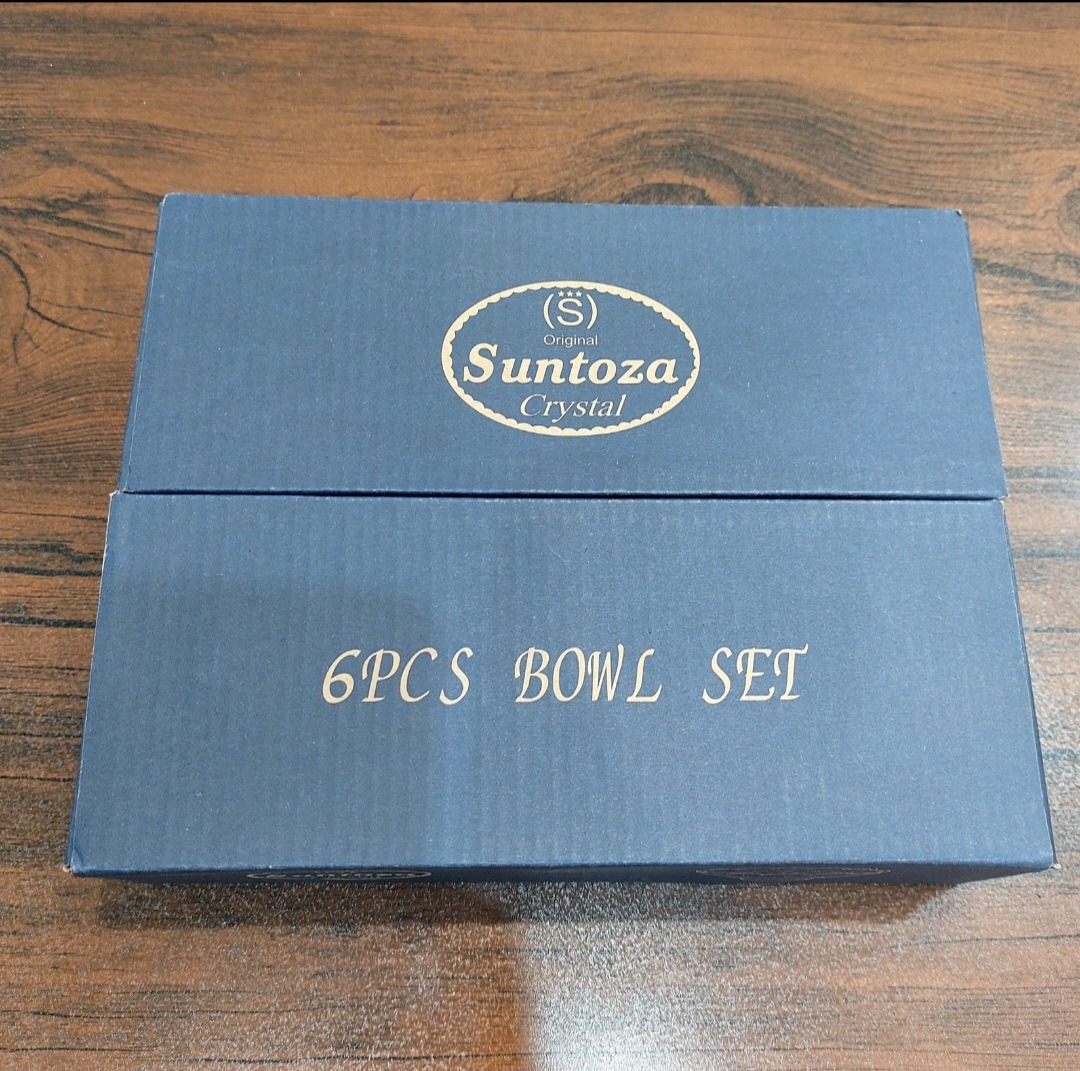 (S)
Original
Suntoza
Crystal
6PCS BOWL SET